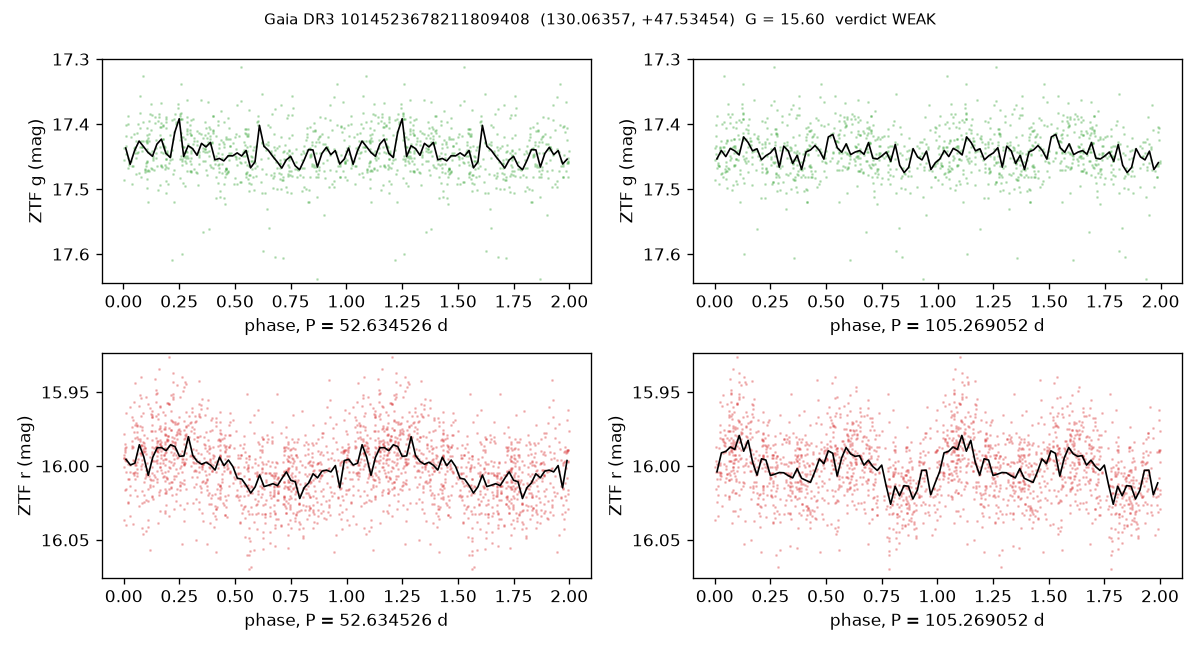 Gaia DR3 1014523678211809408  (130.06357, +47.53454)  G = 15.60  verdict WEAK
17.3
17.4
17.5
17.6
ZTF g (mag)
0.00 0.25 0.50 0.75 1.00 1.25 1.50 1.75 2.00
phase, P = 52.634526 d
17.3
17.4
17.5
17.6
ZTF g (mag)
0.00 0.25 0.50 0.75 1.00 1.25 1.50 1.75 2.00
phase, P = 105.269052 d
15.95
16.00
16.05
ZTF r (mag)
0.00 0.25 0.50 0.75 1.00 1.25 1.50 1.75 2.00
phase, P = 52.634526 d
15.95
16.00
16.05
ZTF r (mag)
0.00 0.25 0.50 0.75 1.00 1.25 1.50 1.75 2.00
phase, P = 105.269052 d